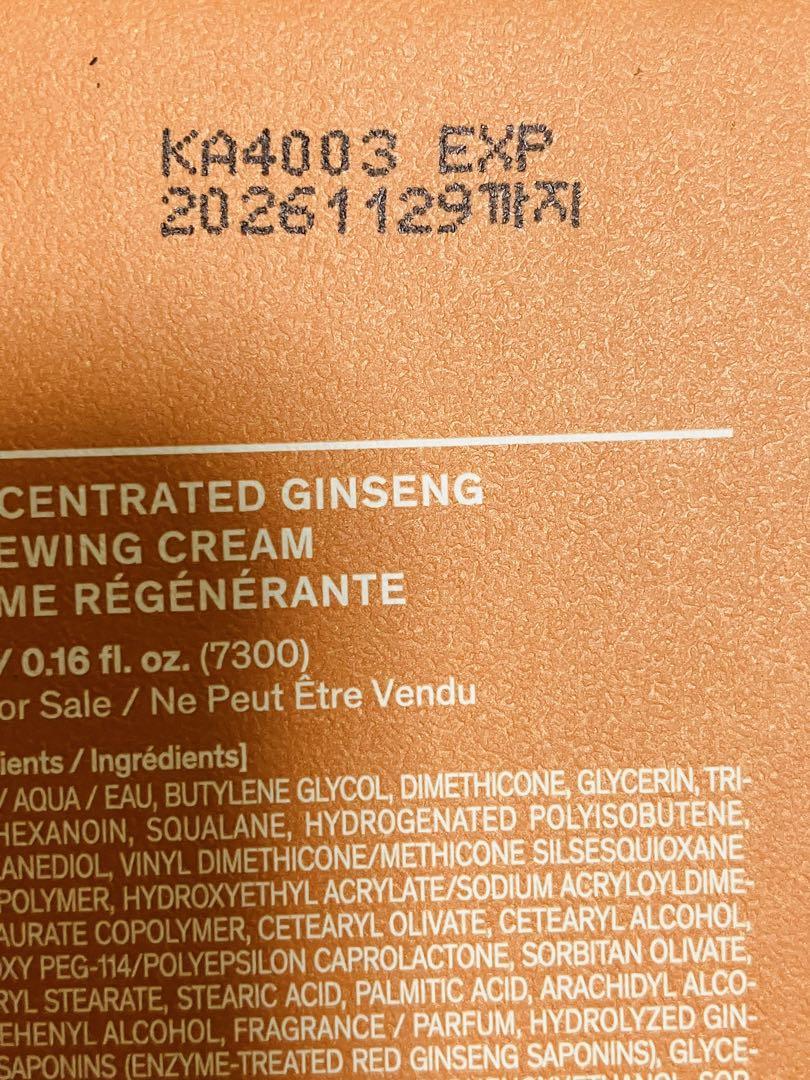 KA4003 EXP
20261129까지
CENTRATED GINSENG
EWING CREAM
ME RÉGÉNÉRANTE
/ 0.16 fl. oz. (7300)
or Sale / Ne Peut Être Vendu
ients / Ingrédients]
/ AQUA / EAU, BUTYLENE GLYCOL, DIMETHICONE, GLYCERIN, TRI-
HEXANOIN, SQUALANE, HYDROGENATED POLYISOBUTENE,
ANEDIOL, VINYL DIMETHICONE/METHICONE SILSESQUIOXANE
POLYMER, HYDROXYETHYL ACRYLATE/SODIUM ACRYLOYLDIME-
AURATE COPOLYMER, CETEARYL OLIVATE, CETEARYL ALCOHOL,
OXY PEG-114/POLYEPSILON CAPROLACTONE, SORBITAN OLIVATE,
RYL STEARATE, STEARIC ACID, PALMITIC ACID, ARACHIDYL ALCO-
EHENYL ALCOHOL, FRAGRANCE / PARFUM, HYDROLYZED GIN-
SAPONINS (ENZYME-TREATED RED GINSENG SAPONINS), GLYCE-